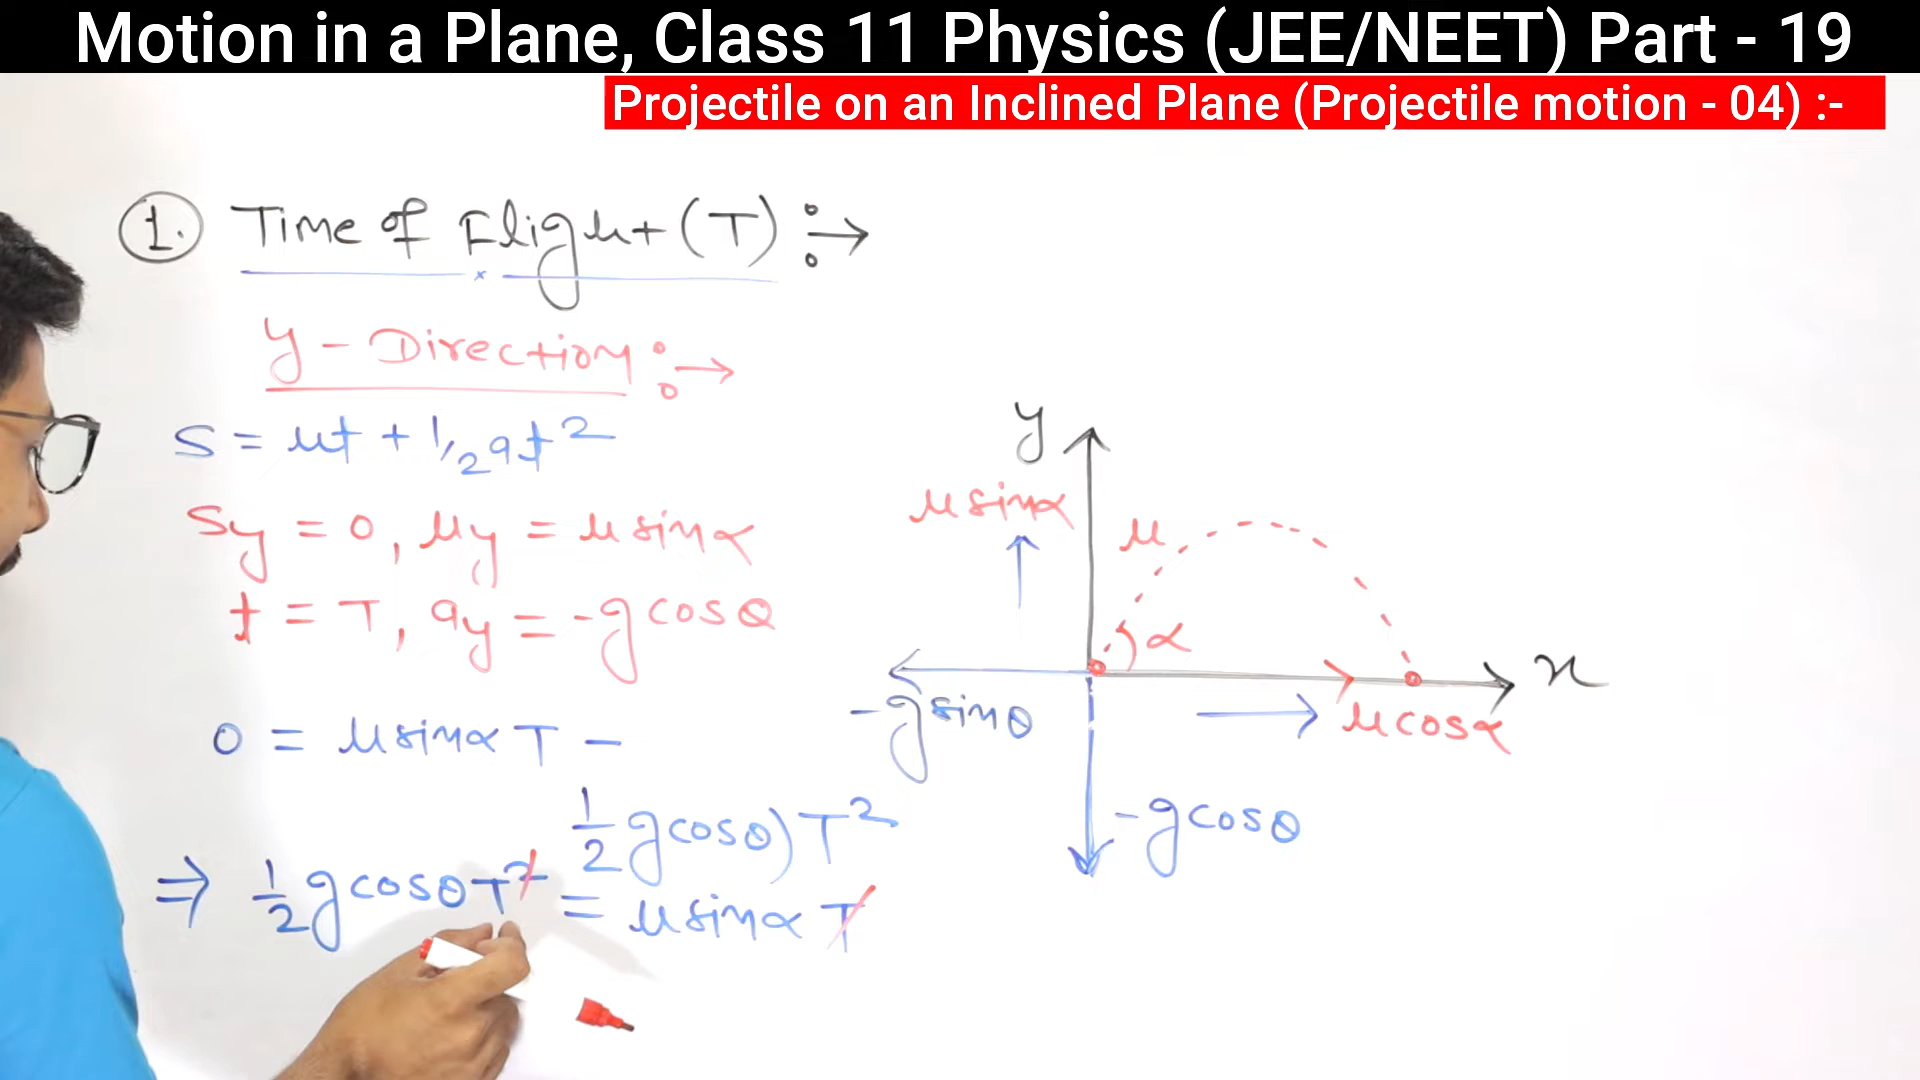 Motion in a Plane, Class 11 Physics (JEE/NEET) Part - 19
Projectile on an Inclined Plane (Projectile motion - 04) :-
1. Time of Flight (T) :→
y - Direction :→
S = ut + 1/2 at²
Sy = 0, uy = u sinα
t = T, ay = -g cosθ
0 = u sinα T -
1/2 g cosθ) T²
⇒ 1/2 g cosθ T² = u sinα T
y
u sinα
u
α
x
-g sinθ
u cosα
-g cosθ